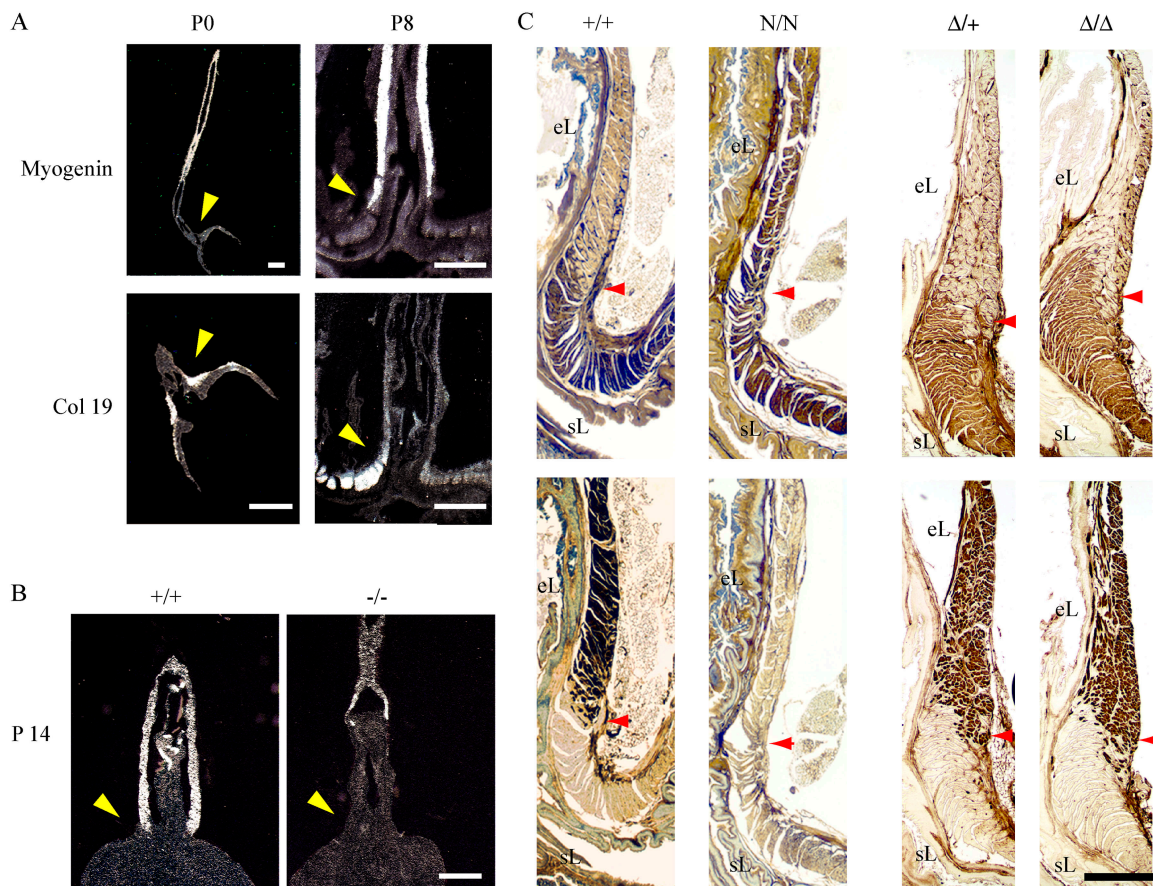 A
P0
P8
Myogenin
Col 19
B
+/+
-/-
P 14
C
+/+
N/N
Δ/+
Δ/Δ
eL
eL
eL
eL
sL
sL
sL
sL
eL
eL
eL
eL
sL
sL
sL
sL